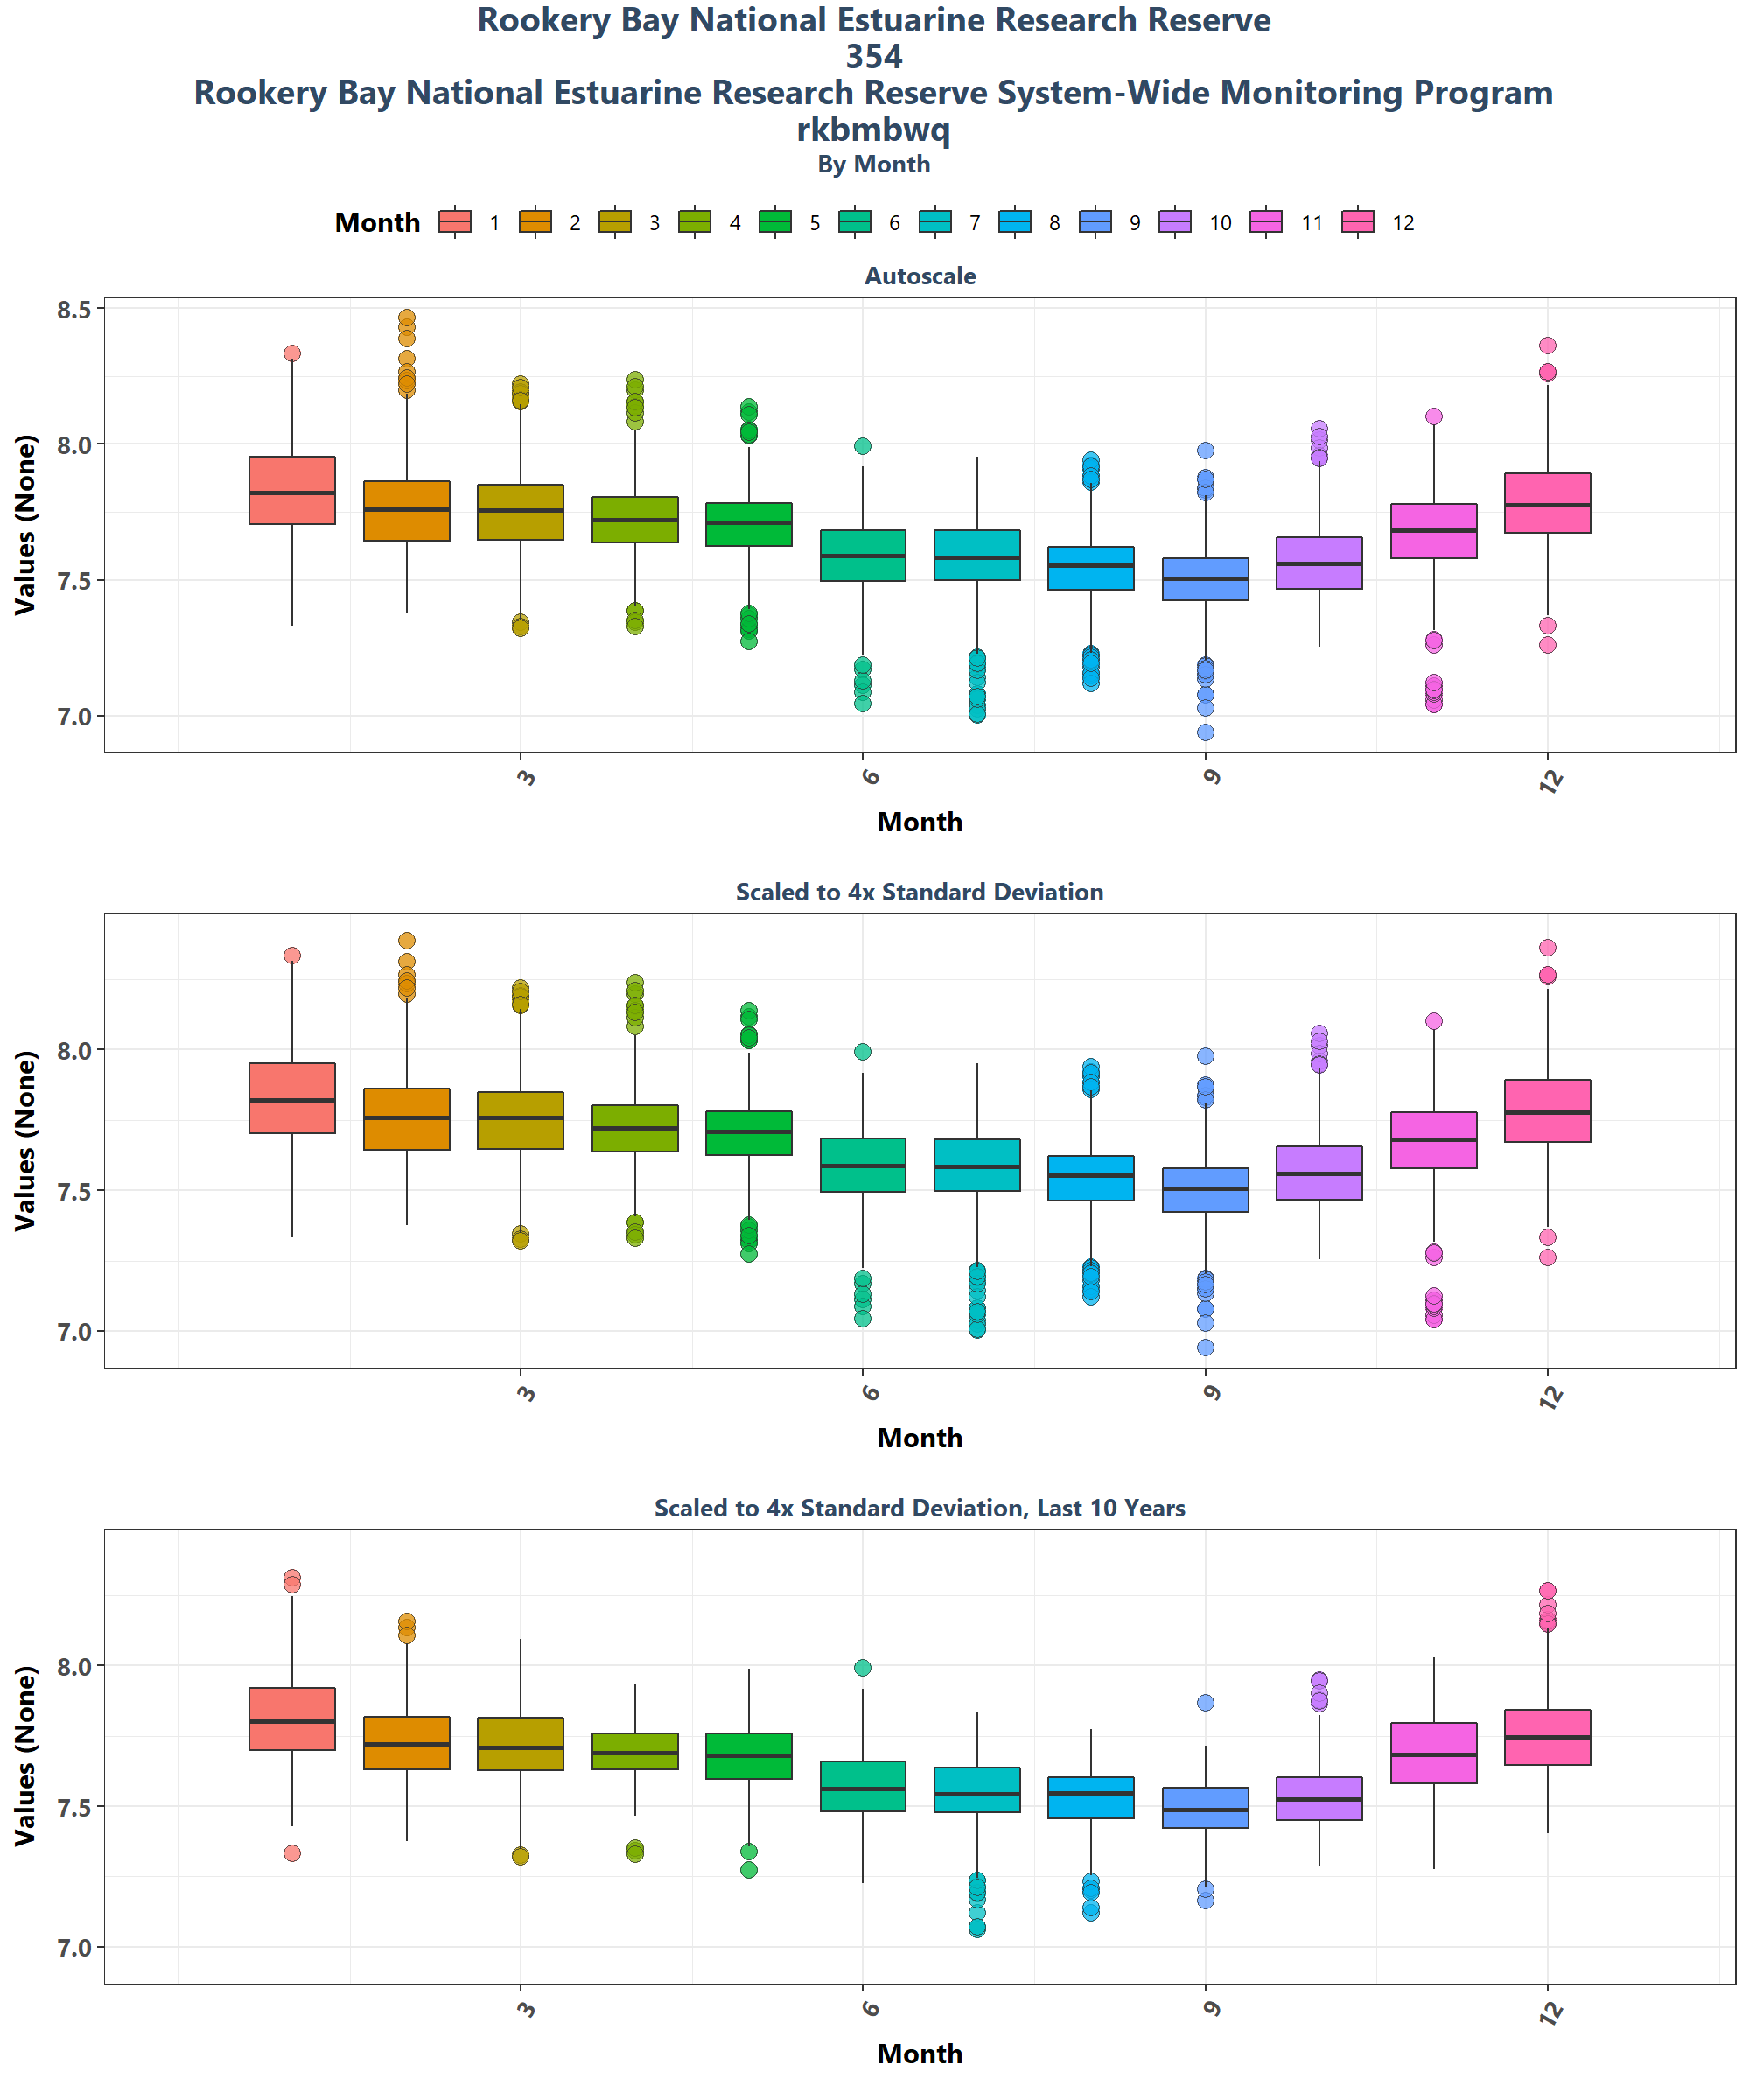 Rookery Bay National Estuarine Research Reserve
354
Rookery Bay National Estuarine Research Reserve System-Wide Monitoring Program
rkbmbwq
By Month
Month 1 2 3 4 5 6 7 8 9 10 11 12
Autoscale
Values (None)
8.5
8.0
7.5
7.0
3 6 9 12
Month
Scaled to 4x Standard Deviation
Values (None)
8.0
7.5
7.0
3 6 9 12
Month
Scaled to 4x Standard Deviation, Last 10 Years
Values (None)
8.0
7.5
7.0
3 6 9 12
Month